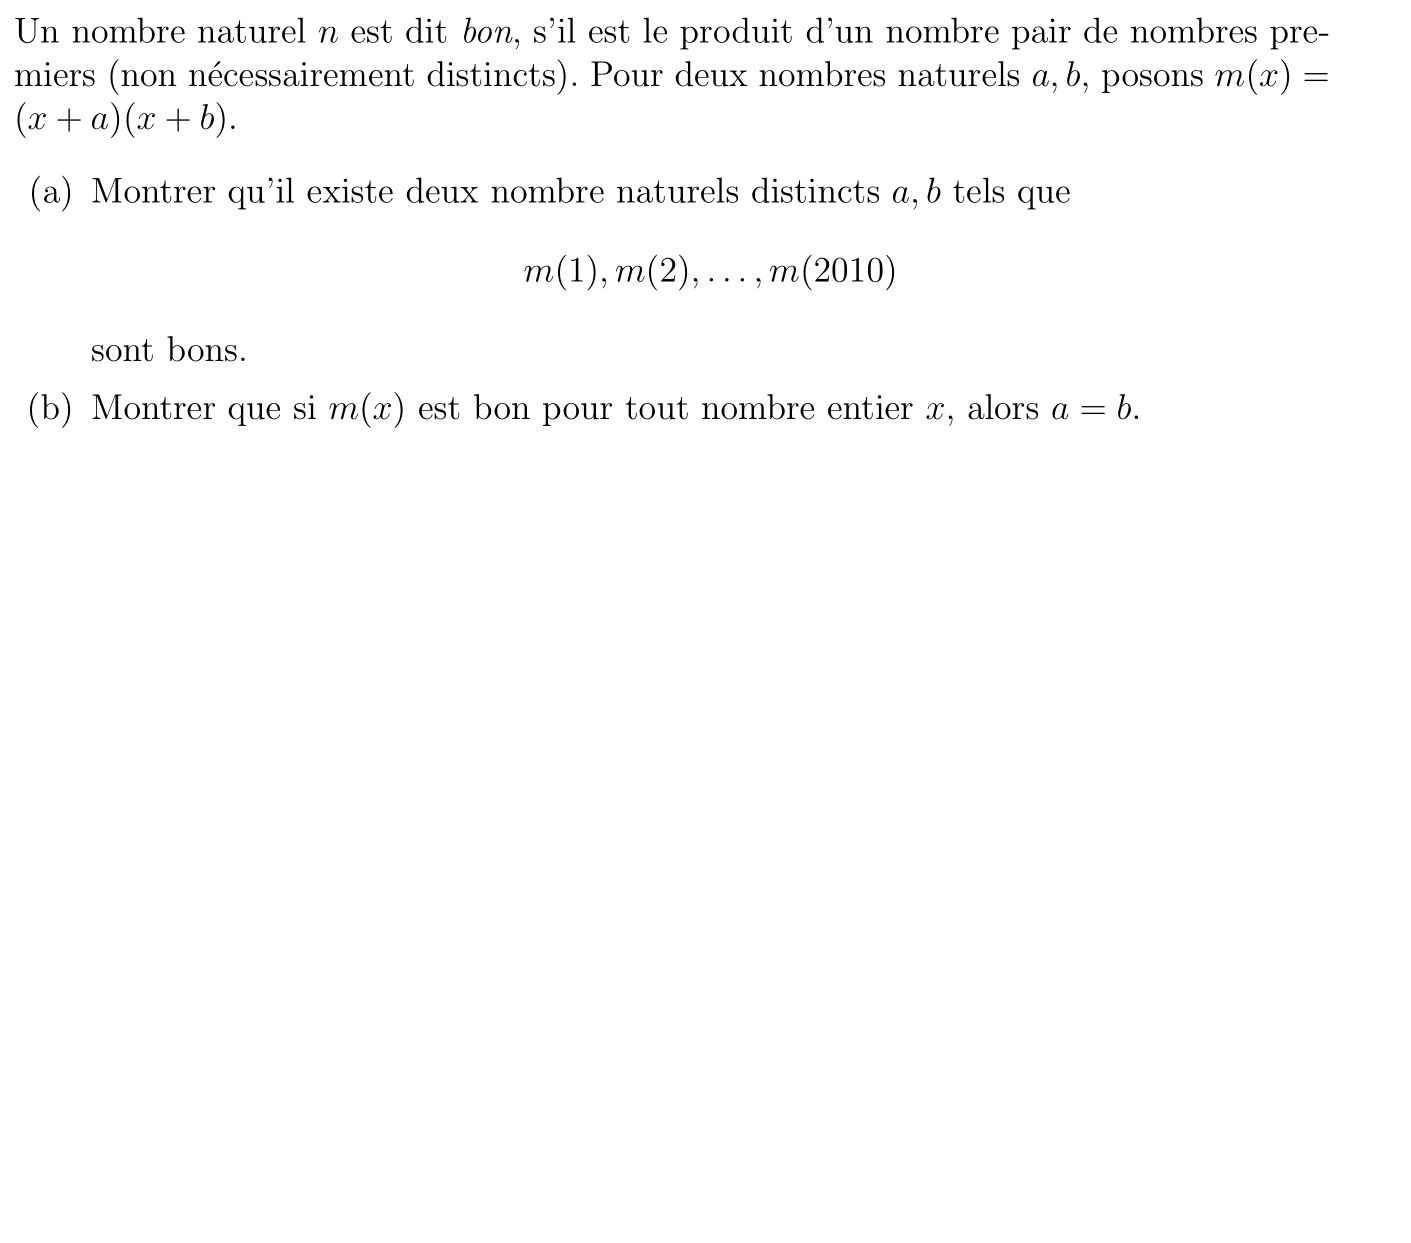 Un nombre naturel n est dit bon, s'il est le produit d'un nombre pair de nombres pre-
miers (non nécessairement distincts). Pour deux nombres naturels a, b, posons m(x) =
(x + a)(x + b).
(a) Montrer qu'il existe deux nombre naturels distincts a, b tels que
m(1), m(2), . . . , m(2010)
sont bons.
(b) Montrer que si m(x) est bon pour tout nombre entier x, alors a = b.